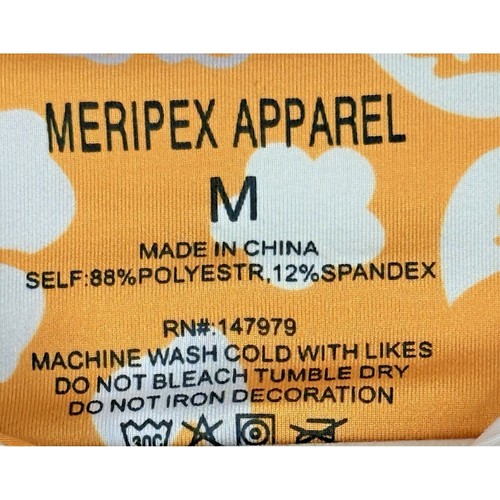 MERIPEX APPAREL
M
MADE IN CHINA
SELF:88%POLYESTR,12%SPANDEX
RN#:147979
MACHINE WASH COLD WITH LIKES
DO NOT BLEACH TUMBLE DRY
DO NOT IRON DECORATION
30C